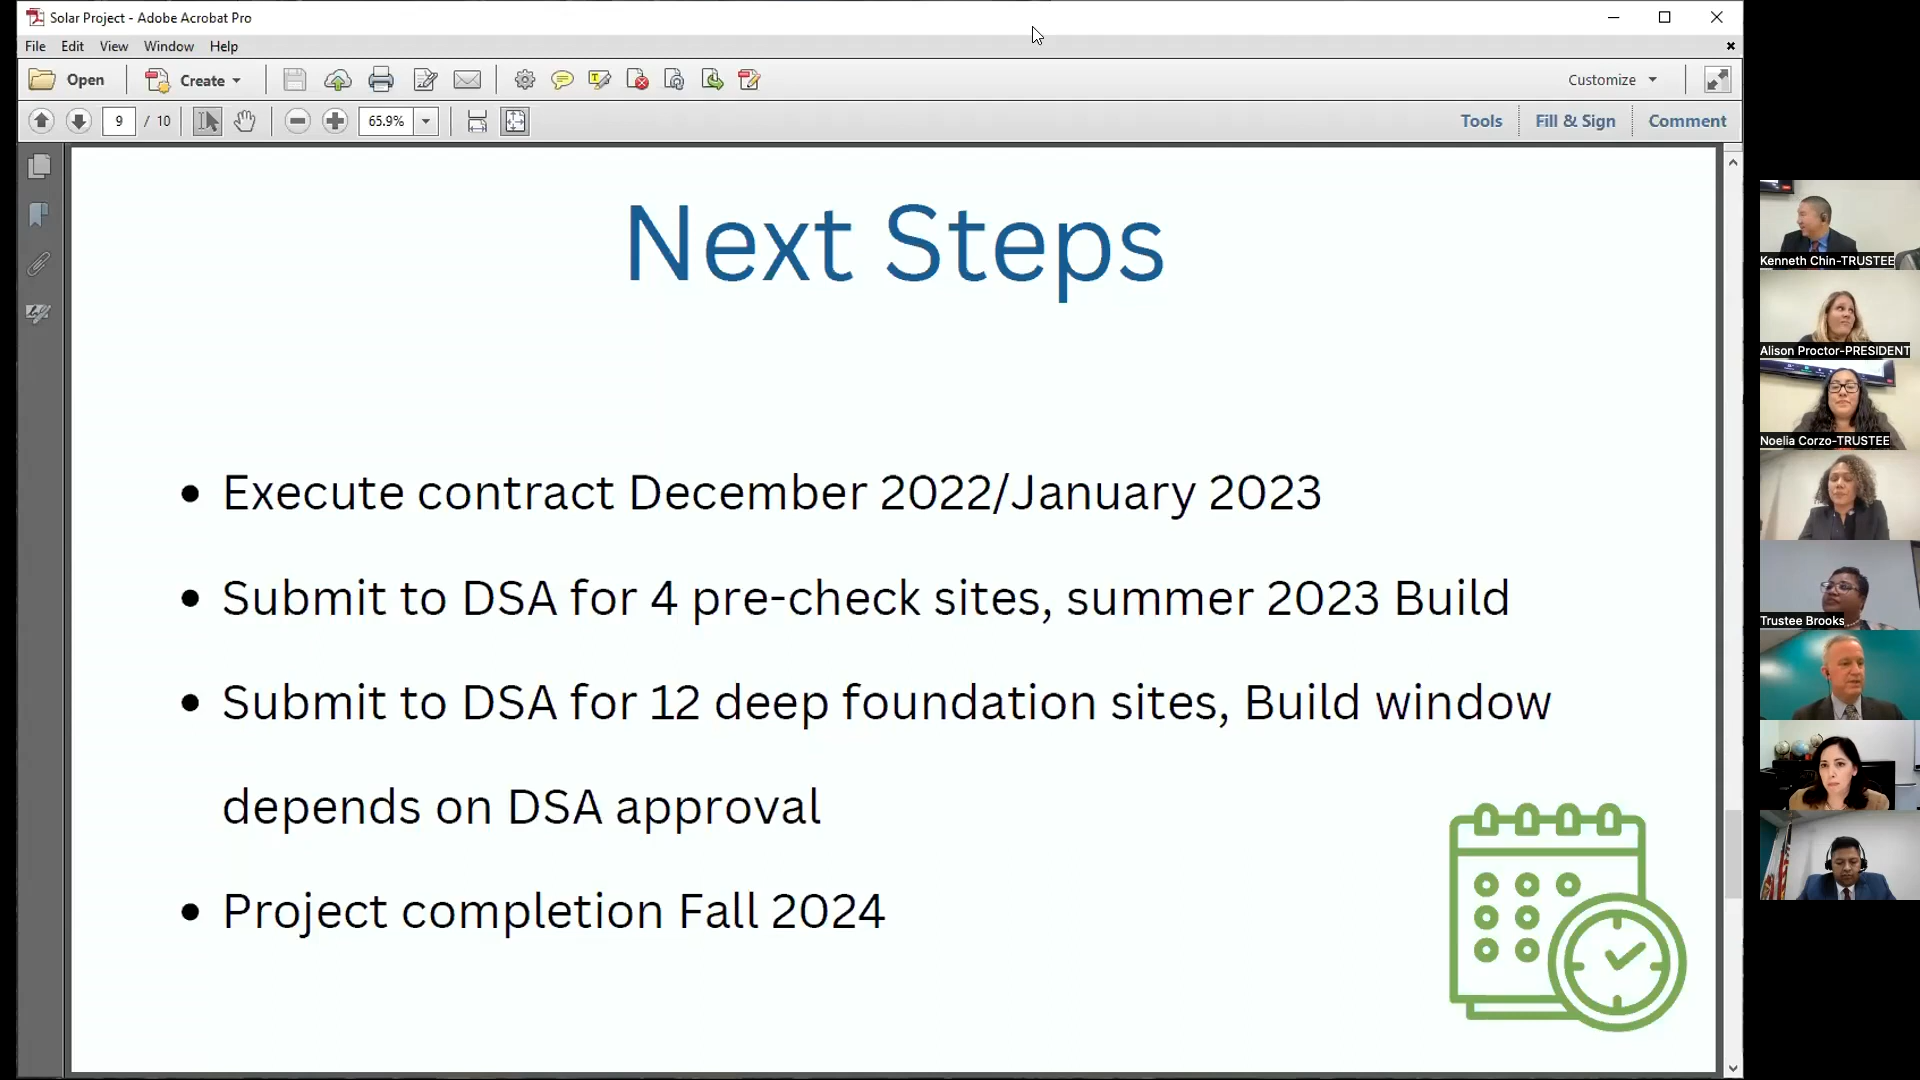 Solar Project - Adobe Acrobat Pro
File Edit View Window Help
Open Create Customize
9 / 10 65.9% Tools Fill & Sign Comment
Next Steps
• Execute contract December 2022/January 2023
• Submit to DSA for 4 pre-check sites, summer 2023 Build
• Submit to DSA for 12 deep foundation sites, Build window
depends on DSA approval
• Project completion Fall 2024
Kenneth Chin-TRUSTEE
Alison Proctor-PRESIDENT
Noelia Corzo-TRUSTEE
Trustee Brooks